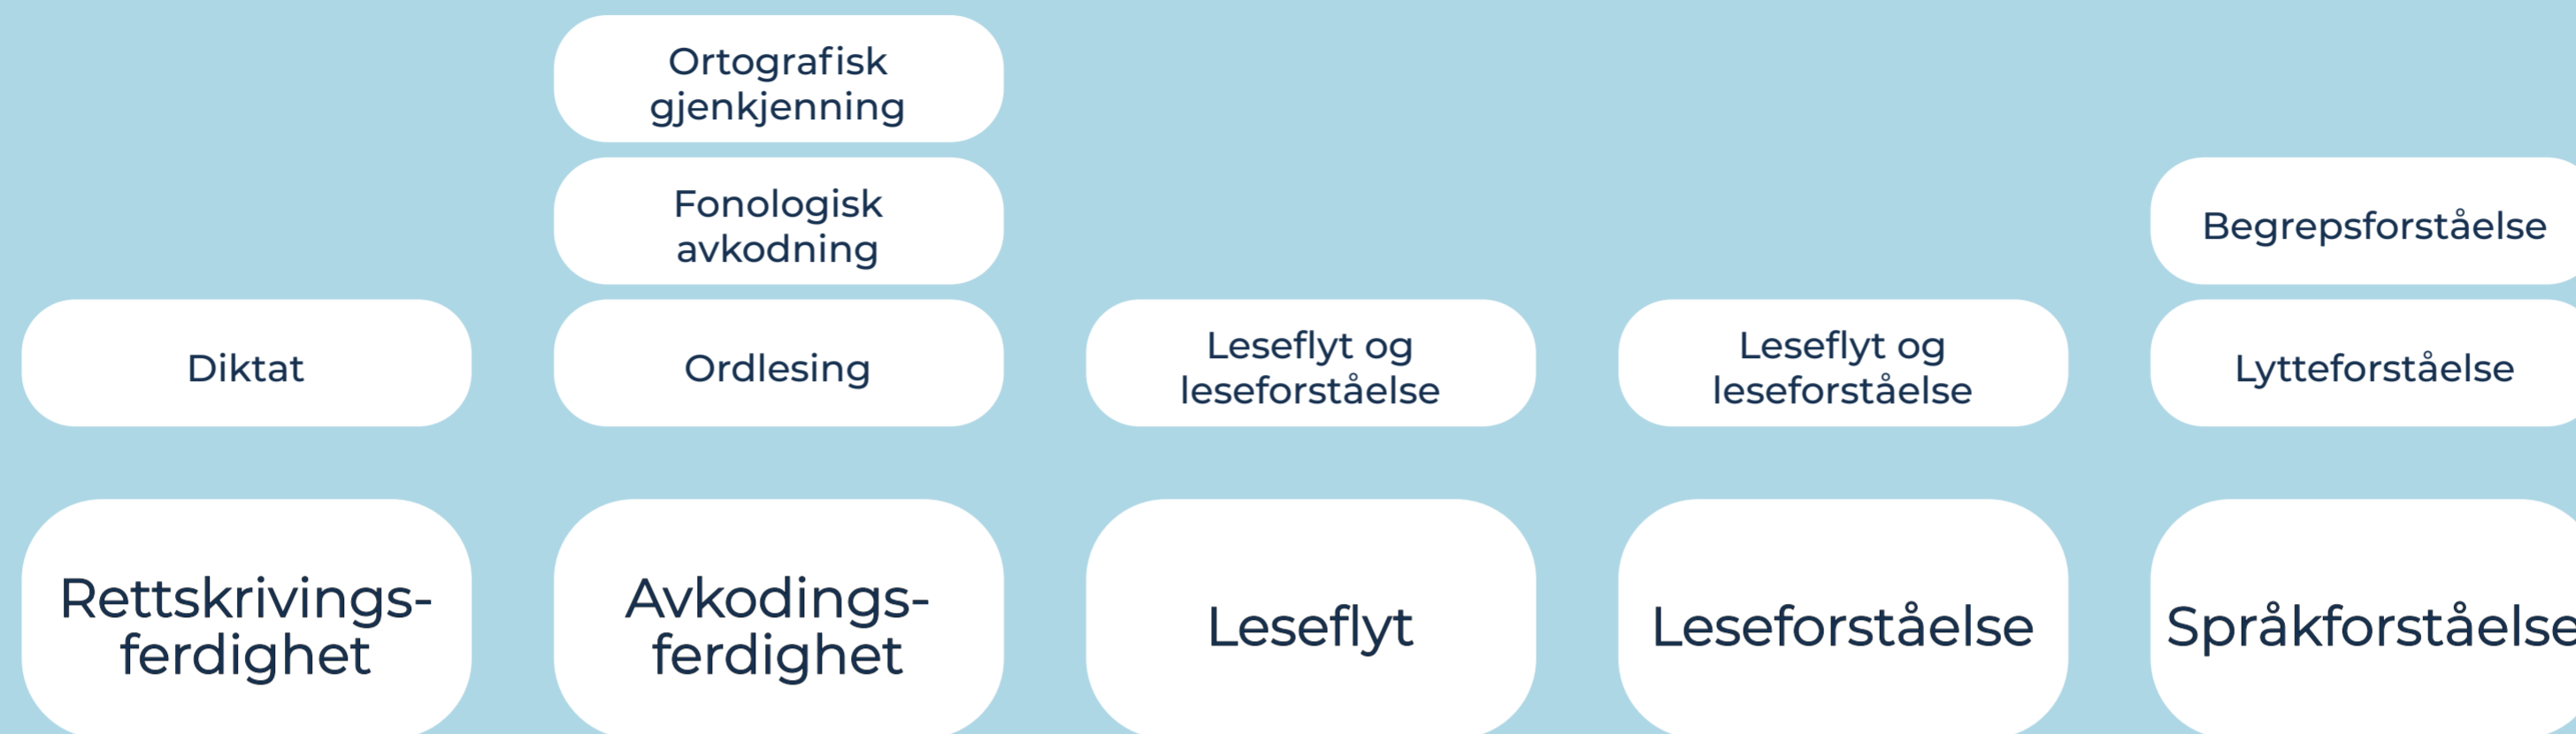 Ortografisk
gjenkjenning
Fonologisk
avkodning
Begrepsforståelse
Diktat
Ordlesing
Leseflyt og
leseforståelse
Leseflyt og
leseforståelse
Lytteforståelse
Rettskrivings-
ferdighet
Avkodings-
ferdighet
Leseflyt
Leseforståelse
Språkforståelse